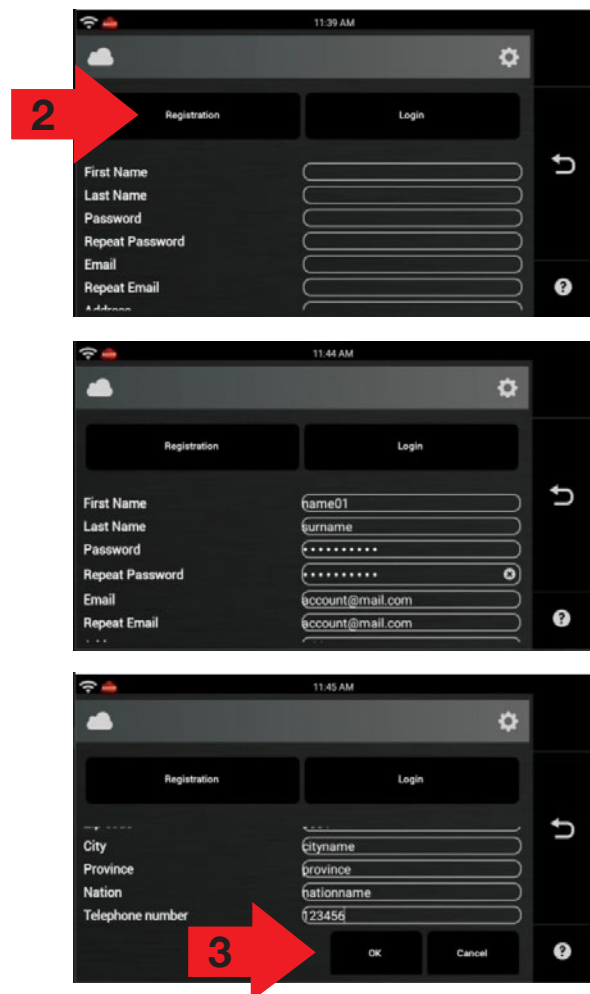 11:39 AM
2
Registration Login
First Name
Last Name
Password
Repeat Password
Email
Repeat Email
Address
11:44 AM
Registration Login
First Name name01
Last Name surname
Password ••••••••••
Repeat Password ••••••••••
Email account@mail.com
Repeat Email account@mail.com
11:45 AM
Registration Login
City cityname
Province province
Nation nationname
Telephone number 123456
3
OK Cancel